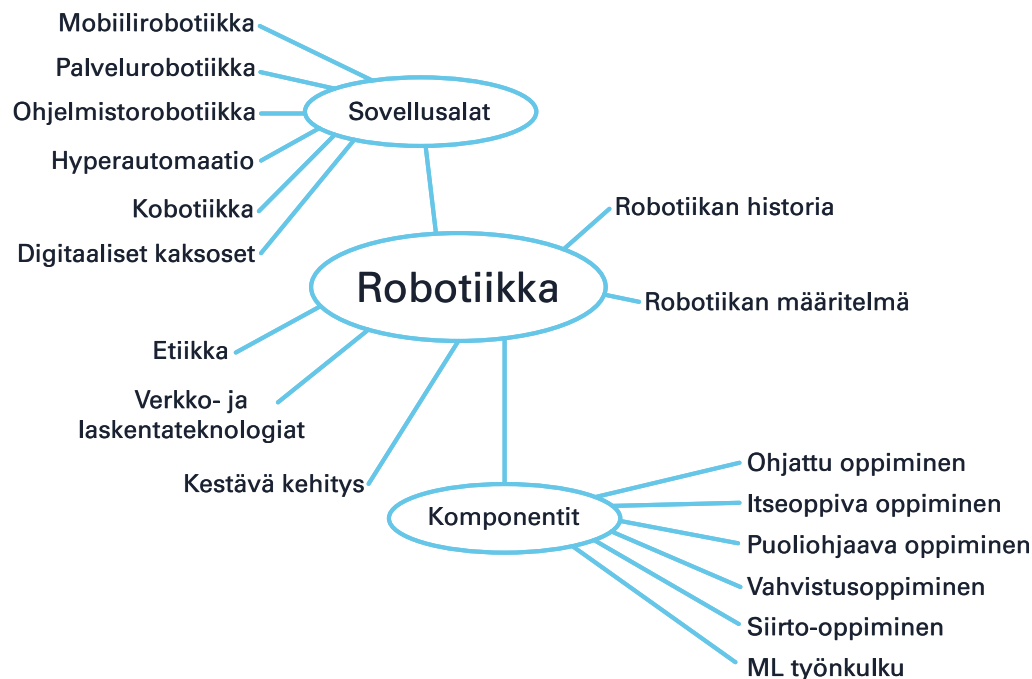 Mobiilirobotiikka
Palvelurobotiikka
Ohjelmistorobotiikka
Hyperautomaatio
Kobotiikka
Digitaaliset kaksoset
Sovellusalat
Robotiikan historia
Robotiikka
Robotiikan määritelmä
Etiikka
Verkko- ja
laskentateknologiat
Kestävä kehitys
Komponentit
Ohjattu oppiminen
Itseoppiva oppiminen
Puoliohjaava oppiminen
Vahvistusoppiminen
Siirto-oppiminen
ML työnkulku